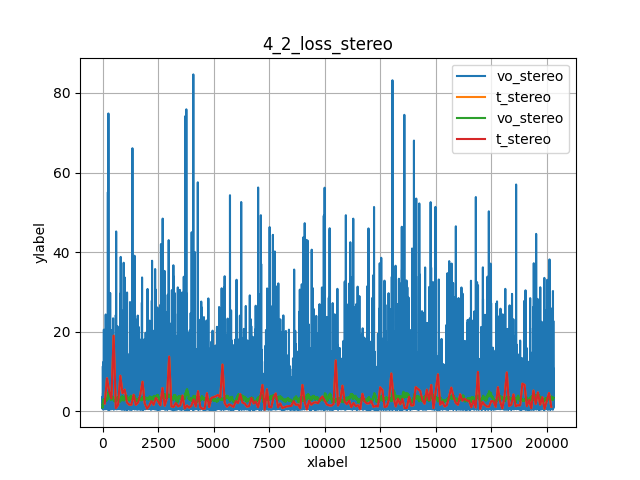 4_2_loss_stereo
vo_stereo
t_stereo
vo_stereo
t_stereo
ylabel
80
60
40
20
0
0 2500 5000 7500 10000 12500 15000 17500 20000
xlabel